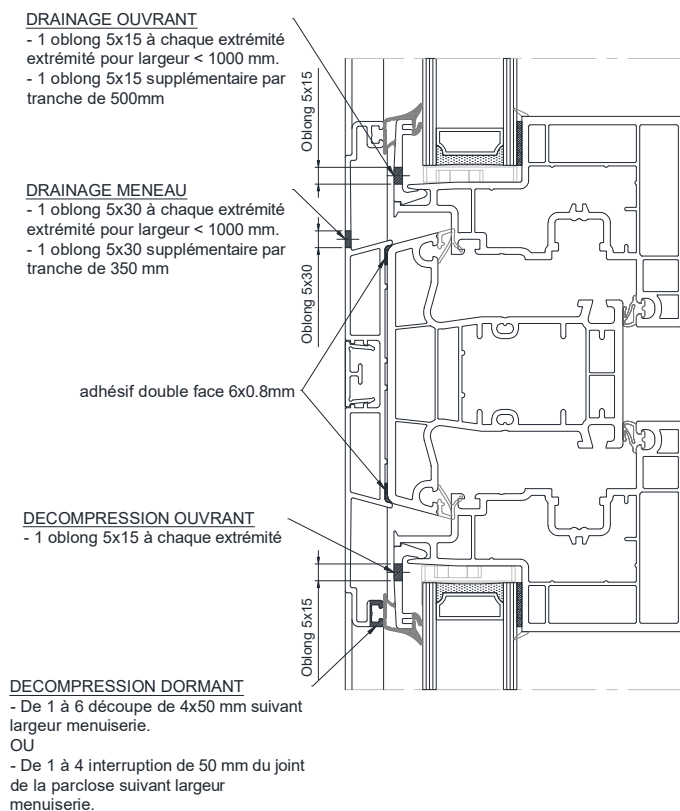 DRAINAGE OUVRANT
- 1 oblong 5x15 à chaque extrémité
extrémité pour largeur < 1000 mm.
- 1 oblong 5x15 supplémentaire par
tranche de 500mm
Oblong 5x15
DRAINAGE MENEAU
- 1 oblong 5x30 à chaque extrémité
extrémité pour largeur < 1000 mm.
- 1 oblong 5x30 supplémentaire par
tranche de 350 mm
Oblong 5x30
adhésif double face 6x0.8mm
DECOMPRESSION OUVRANT
- 1 oblong 5x15 à chaque extrémité
Oblong 5x15
DECOMPRESSION DORMANT
- De 1 à 6 découpe de 4x50 mm suivant
largeur menuiserie.
OU
- De 1 à 4 interruption de 50 mm du joint
de la parclose suivant largeur
menuiserie.